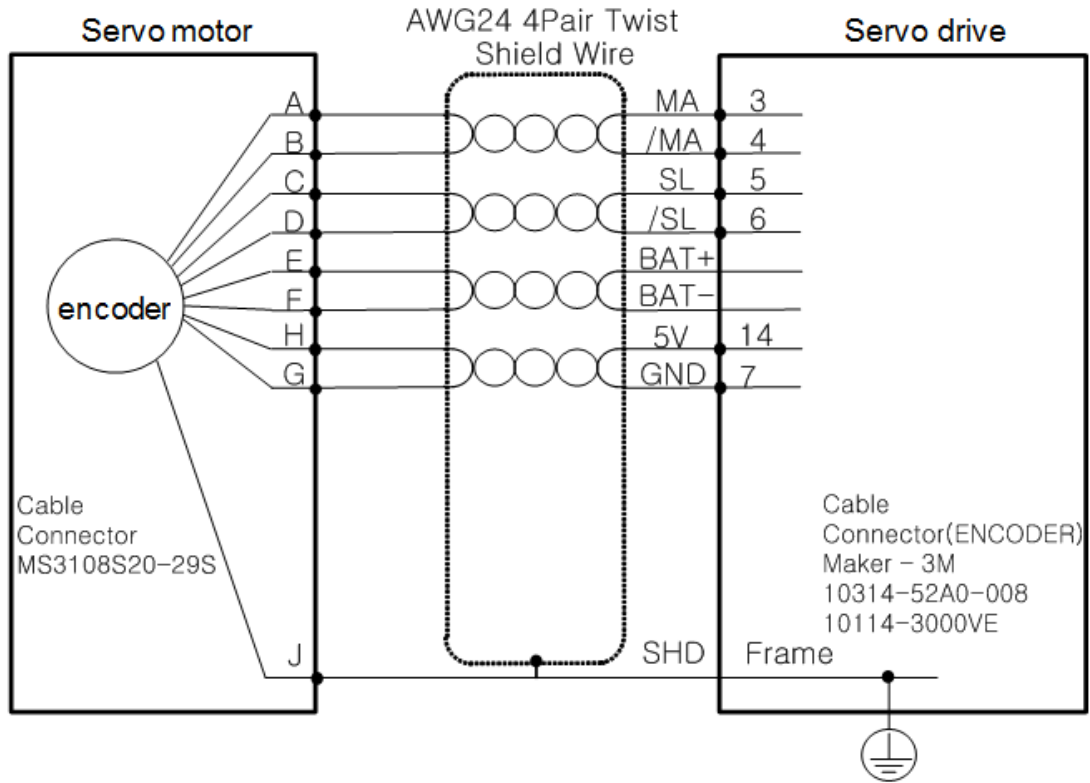 Servo motor
AWG24 4Pair Twist
Shield Wire
Servo drive
A
MA
3
B
/MA
4
C
SL
5
D
/SL
6
E
BAT+
F
BAT-
H
5V
14
G
GND
7
encoder
Cable
Connector
MS3108S20-29S
Cable
Connector(ENCODER)
Maker - 3M
10314-52A0-008
10114-3000VE
J
SHD
Frame